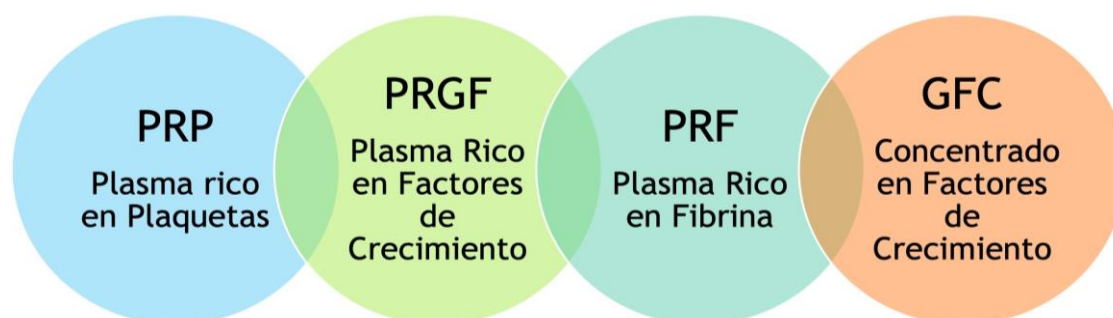 PRP
Plasma rico
en Plaquetas
PRGF
Plasma Rico
en Factores
de
Crecimiento
PRF
Plasma Rico
en Fibrina
GFC
Concentrado
en Factores
de
Crecimiento